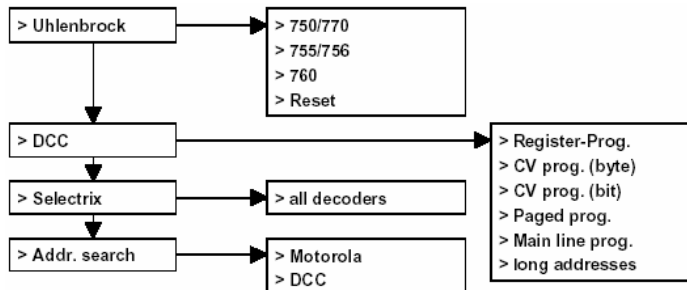 > Uhlenbrock
> 750/770
> 755/756
> 760
> Reset
> DCC
> Register-Prog.
> CV prog. (byte)
> CV prog. (bit)
> Paged prog.
> Main line prog.
> long addresses
> Selectrix
> all decoders
> Addr. search
> Motorola
> DCC